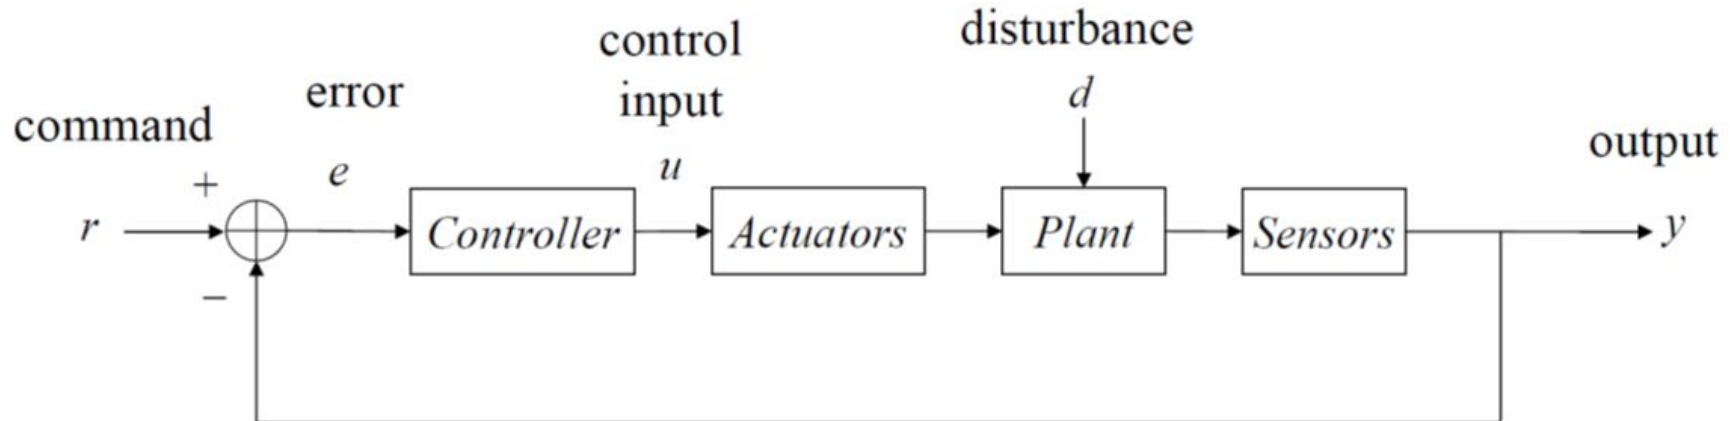 command
error
control
input
disturbance
output
r
+
−
e
u
d
y
Controller
Actuators
Plant
Sensors